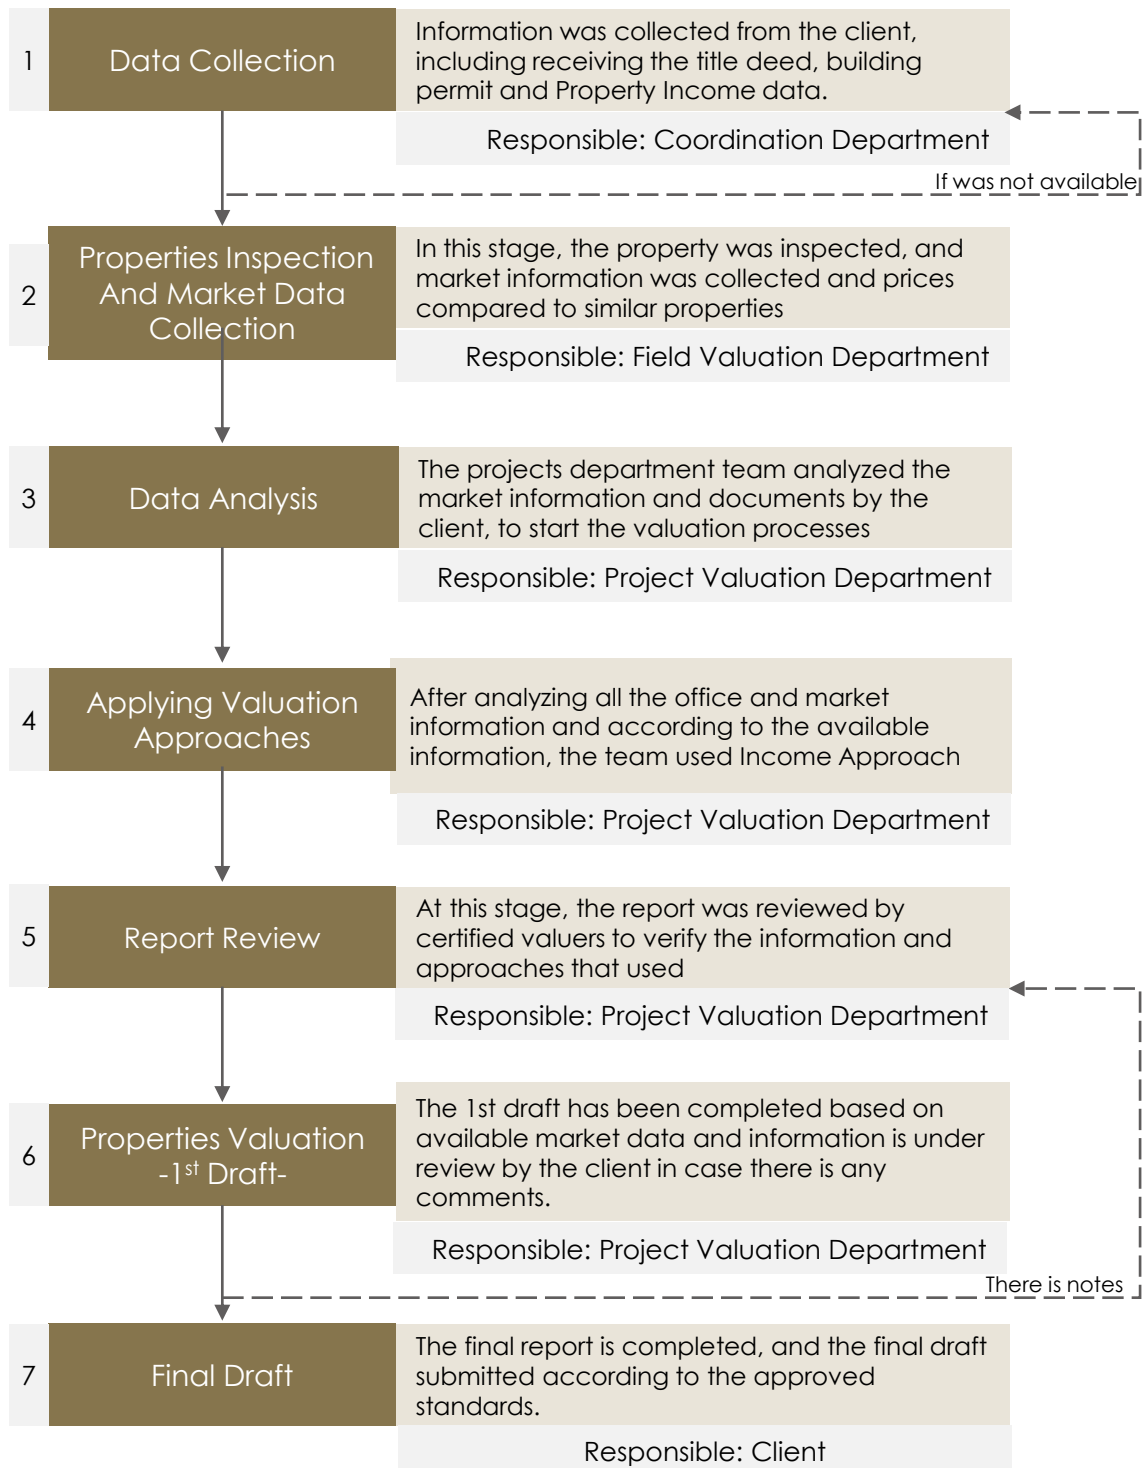 1
Data Collection
Information was collected from the client,
including receiving the title deed, building
permit and Property Income data.
Responsible: Coordination Department
If was not available
2
Properties Inspection
And Market Data
Collection
In this stage, the property was inspected, and
market information was collected and prices
compared to similar properties
Responsible: Field Valuation Department
3
Data Analysis
The projects department team analyzed the
market information and documents by the
client, to start the valuation processes
Responsible: Project Valuation Department
4
Applying Valuation
Approaches
After analyzing all the office and market
information and according to the available
information, the team used Income Approach
Responsible: Project Valuation Department
5
Report Review
At this stage, the report was reviewed by
certified valuers to verify the information and
approaches that used
Responsible: Project Valuation Department
6
Properties Valuation
-1st Draft-
The 1st draft has been completed based on
available market data and information is under
review by the client in case there is any
comments.
Responsible: Project Valuation Department
There is notes
7
Final Draft
The final report is completed, and the final draft
submitted according to the approved
standards.
Responsible: Client